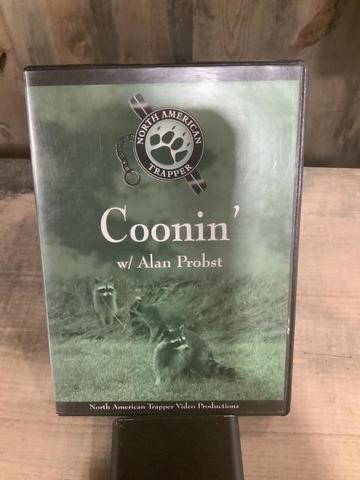 NORTH AMERICAN
TRAPPER
Coonin'
w/ Alan Probst
North American Trapper Video Productions